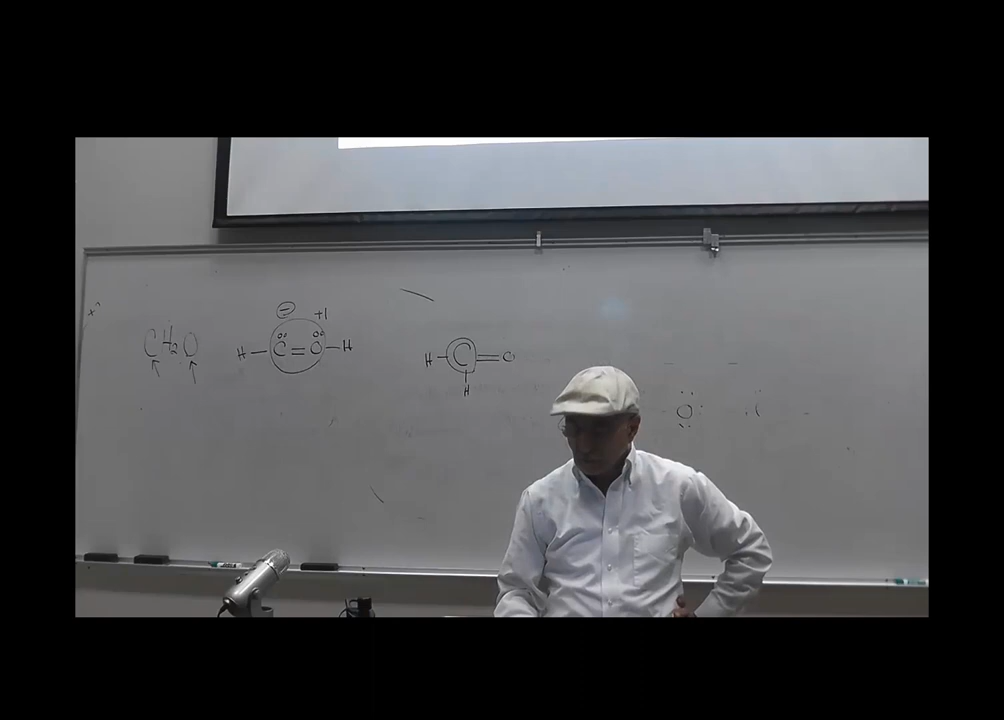 CH₂O
⊖ +1
H — C = O — H
H — C = O
H
O